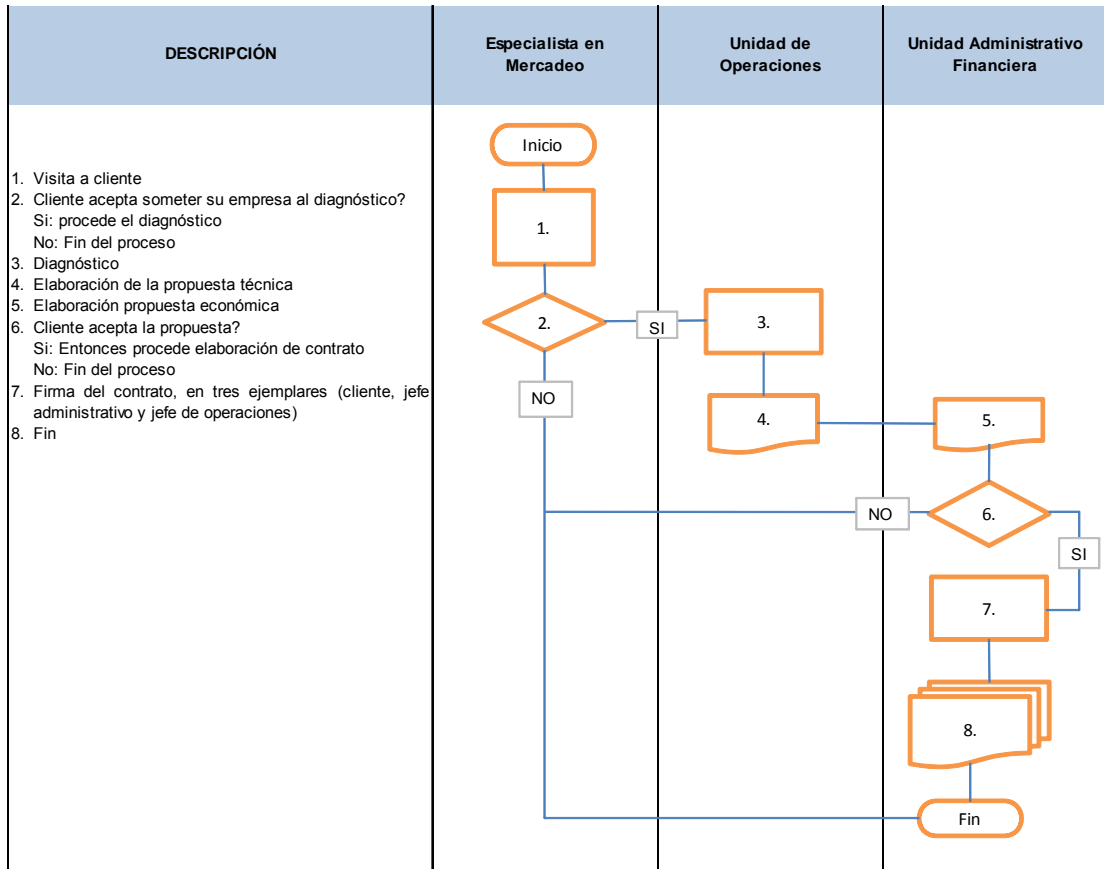 DESCRIPCIÓN
Especialista en
Mercadeo
Unidad de
Operaciones
Unidad Administrativo
Financiera
1. Visita a cliente
2. Cliente acepta someter su empresa al diagnóstico?
Si: procede el diagnóstico
No: Fin del proceso
3. Diagnóstico
4. Elaboración de la propuesta técnica
5. Elaboración propuesta económica
6. Cliente acepta la propuesta?
Si: Entonces procede elaboración de contrato
No: Fin del proceso
7. Firma del contrato, en tres ejemplares (cliente, jefe
administrativo y jefe de operaciones)
8. Fin
Inicio
1.
2.
SI
3.
NO
4.
5.
NO
6.
SI
7.
8.
Fin